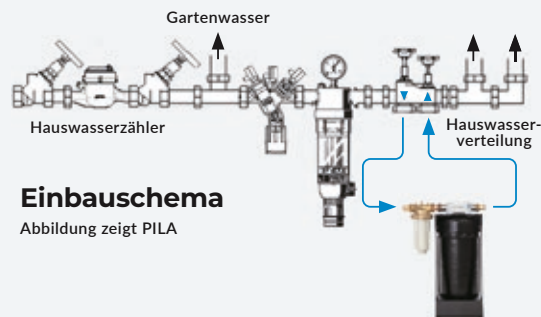 Gartenwasser
Hauswasserzähler
Hauswasser-
verteilung
Einbauschema
Abbildung zeigt PILA